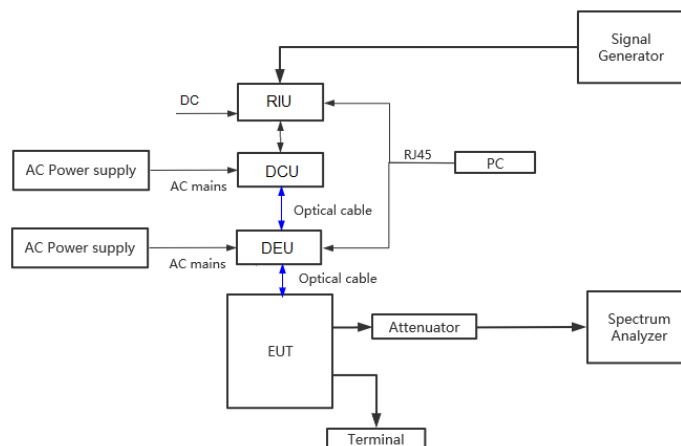 Signal
Generator
DC
RIU
RJ45
PC
AC Power supply
AC mains
DCU
Optical cable
AC Power supply
AC mains
DEU
Optical cable
EUT
Attenuator
Spectrum
Analyzer
Terminal